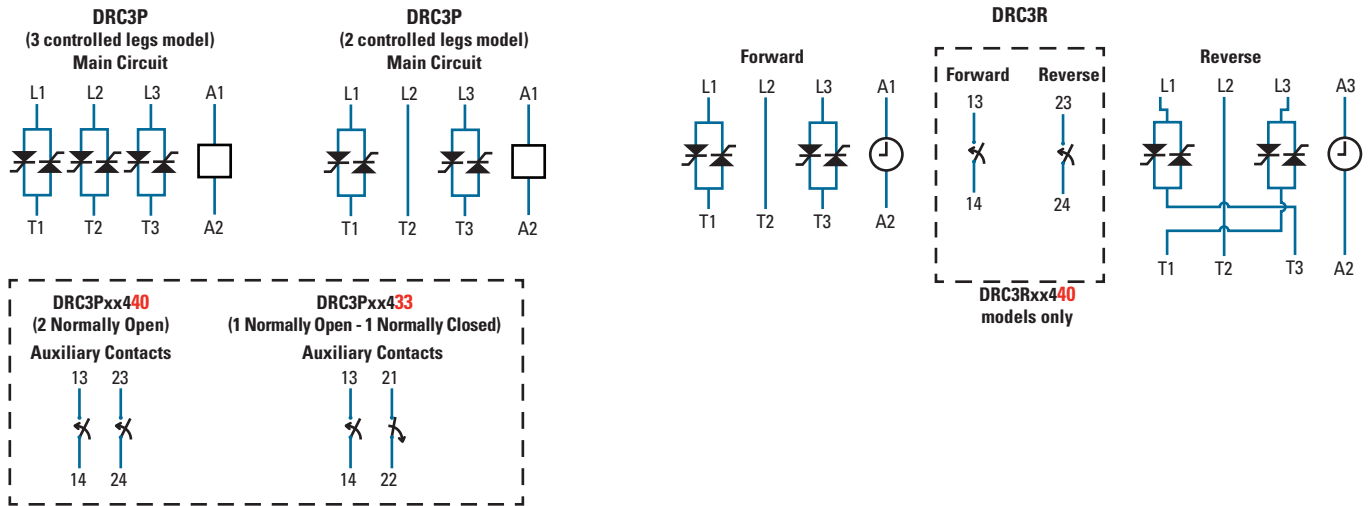 DRC3P
(3 controlled legs model)
Main Circuit
L1 L2 L3 A1
T1 T2 T3 A2
DRC3P
(2 controlled legs model)
Main Circuit
L1 L2 L3 A1
T1 T2 T3 A2
DRC3Pxx440
(2 Normally Open)
Auxiliary Contacts
13 23
14 24
DRC3Pxx433
(1 Normally Open - 1 Normally Closed)
Auxiliary Contacts
13 21
14 22
DRC3R
Forward
L1 L2 L3 A1
T1 T2 T3 A2
Forward Reverse
13 23
14 24
DRC3Rxx440
models only
Reverse
L1 L2 L3 A3
T1 T2 T3 A2